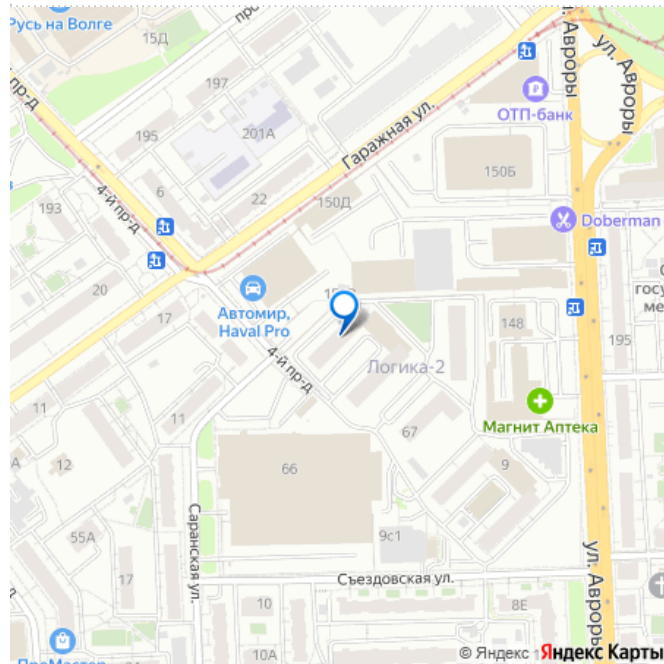 Русь на Волге
15Д
197
195
201А
6
22
193
20
17
11
11
12
А
55А
17
66
10
10А
8Е
9с1
9
67
148
195
150Б
150Д
4-й пр-д
Гаражная ул.
ул. Авроры
ОТП-банк
Doberman
Автомир,
Haval Pro
4-й пр-д
Логика-2
Магнит Аптека
Саранская ул.
Съездовская ул.
ул. Авроры
ПроМастер
© Яндекс
Яндекс Карты